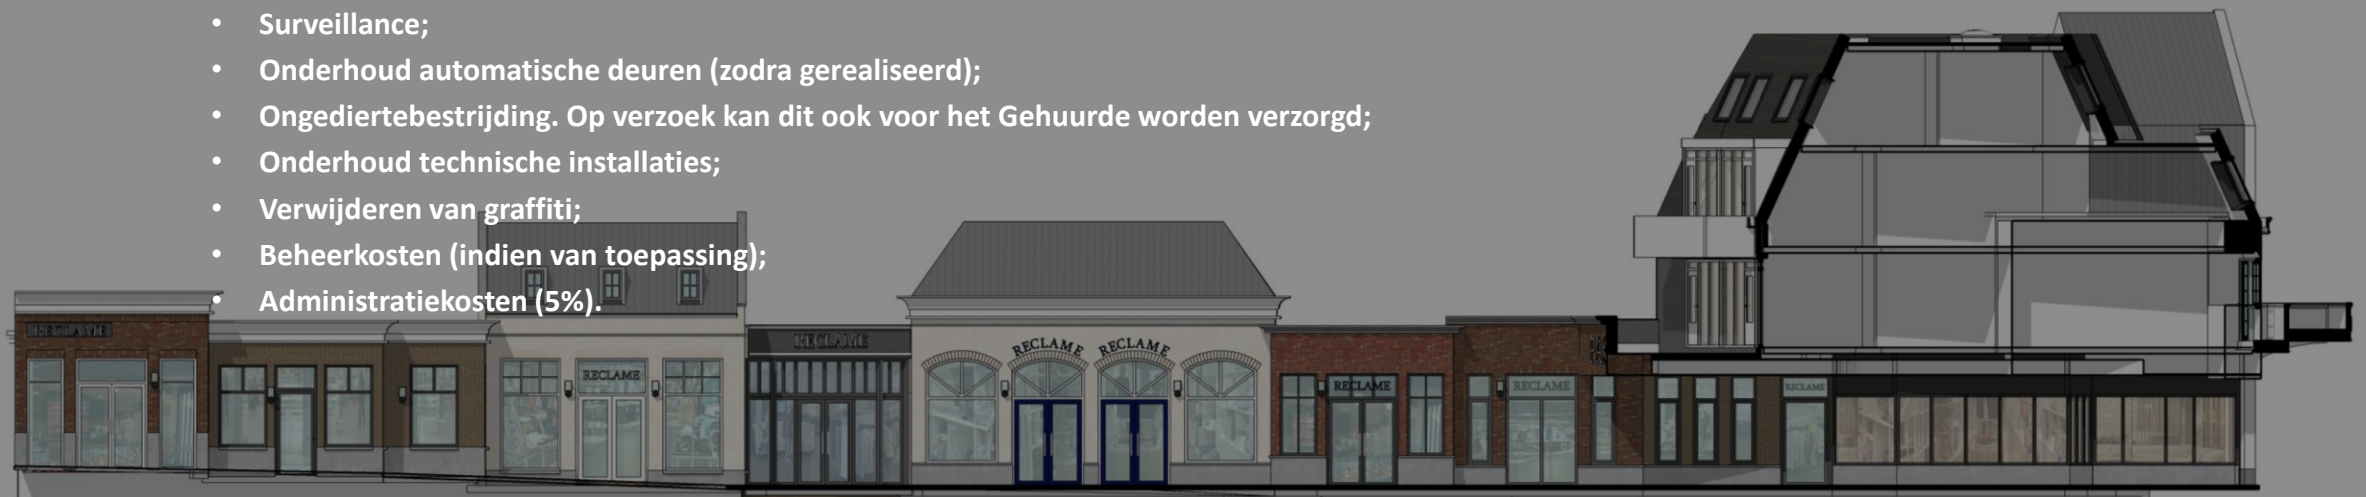 • Surveillance;
• Onderhoud automatische deuren (zodra gerealiseerd);
• Ongediertebestrijding. Op verzoek kan dit ook voor het Gehuurde worden verzorgd;
• Onderhoud technische installaties;
• Verwijderen van graffiti;
• Beheerkosten (indien van toepassing);
• Administratiekosten (5%).
RECLAME
RECLAME
RECLAME
RECLAME
RECLAME
RECLAME
RECLAME
RECLAME